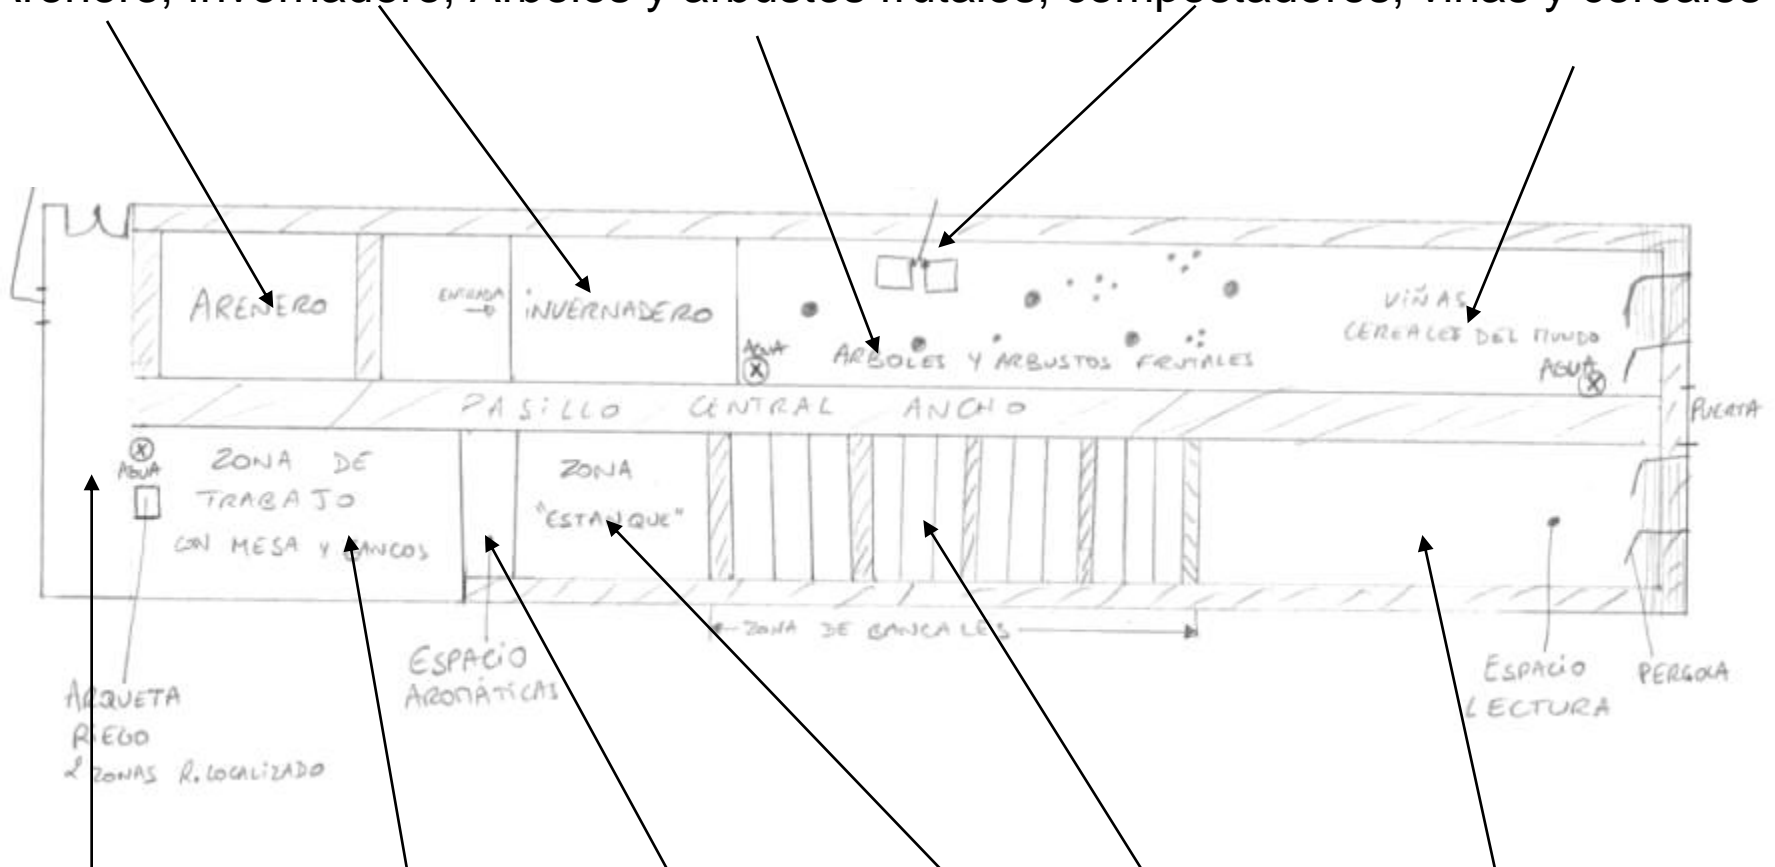 Arenero, Invernadero, Árboles y arbustos frutales, compostadores, viñas y cereales
ARENERO
ENTRADA
INVERNADERO
AGUA
ARBOLES Y ARBUSTOS FRUTALES
VIÑAS
CEREALES DEL MUNDO
AGUA
PASILLO CENTRAL ANCHO
PUERTA
AGUA
ZONA DE
TRABAJO
CON MESA Y BANCOS
ZONA
"ESTANQUE"
ZONA DE BANCALES
ESPACIO
AROMÁTICAS
ARQUETA
RIEGO
2 ZONAS R. LOCALIZADO
ESPACIO
LECTURA
PERGOLA